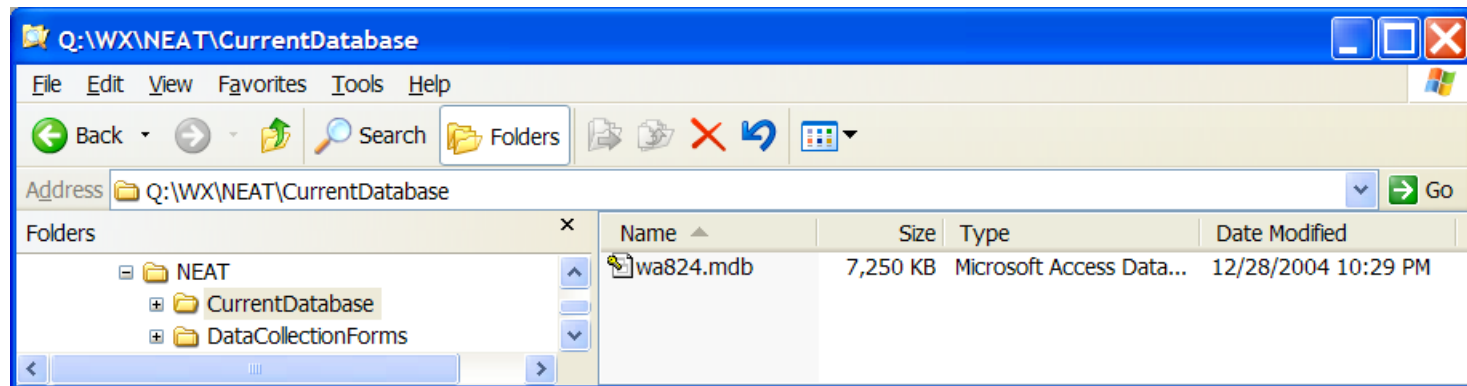 Q:\WX\NEAT\CurrentDatabase
File Edit View Favorites Tools Help
Back Search Folders
Address Q:\WX\NEAT\CurrentDatabase Go
Folders x Name Size Type Date Modified
NEAT wa824.mdb 7,250 KB Microsoft Access Data... 12/28/2004 10:29 PM
CurrentDatabase
DataCollectionForms